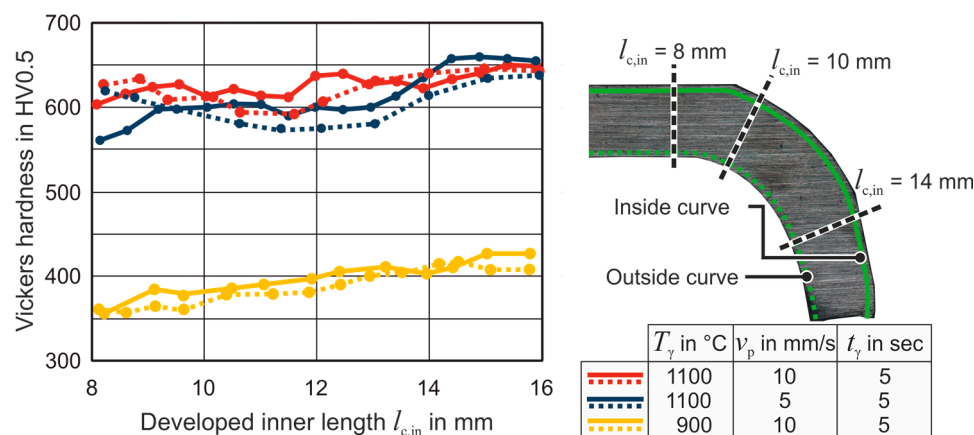 700
600
500
400
300
Vickers hardness in HV0.5
8
10
12
14
16
Developed inner length l_c,in in mm
l_c,in = 8 mm
l_c,in = 10 mm
l_c,in = 14 mm
Inside curve
Outside curve
T_γ in °C v_p in mm/s t_γ in sec
1100 10 5
1100 5 5
900 10 5